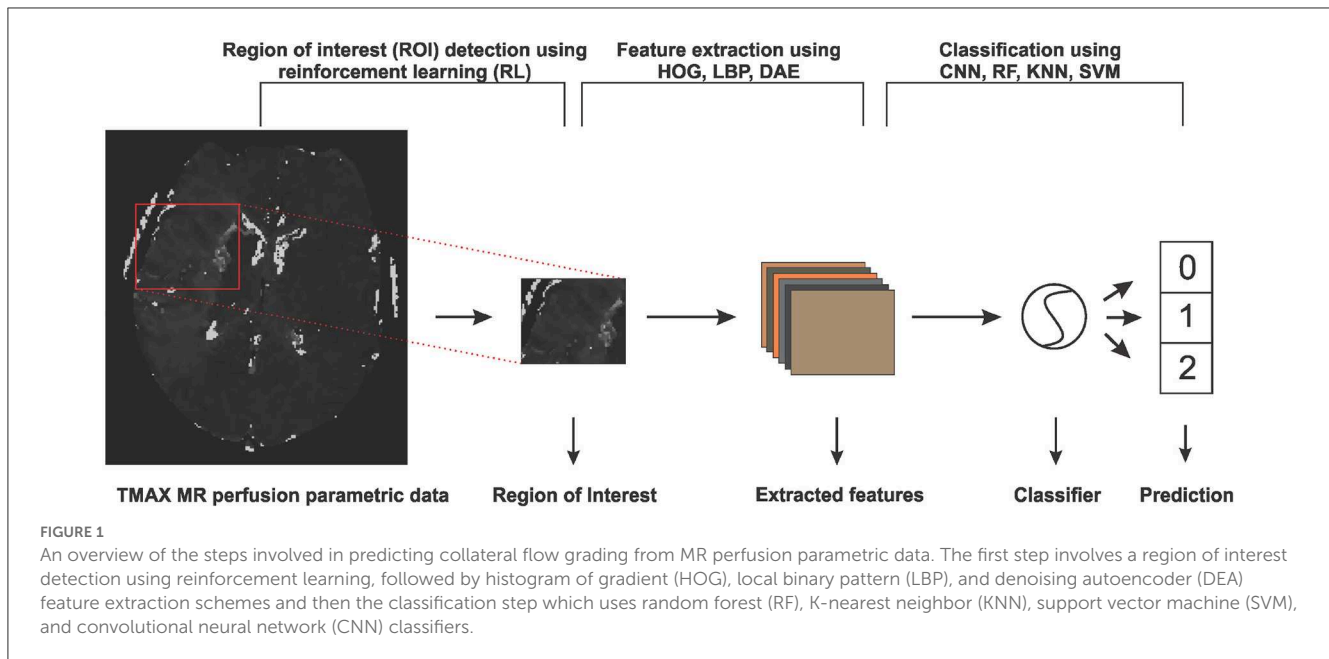 Region of interest (ROI) detection using
reinforcement learning (RL)
Feature extraction using
HOG, LBP, DAE
Classification using
CNN, RF, KNN, SVM
0
1
2
TMAX MR perfusion parametric data
Region of Interest
Extracted features
Classifier
Prediction
FIGURE 1
An overview of the steps involved in predicting collateral flow grading from MR perfusion parametric data. The first step involves a region of interest
detection using reinforcement learning, followed by histogram of gradient (HOG), local binary pattern (LBP), and denoising autoencoder (DEA)
feature extraction schemes and then the classification step which uses random forest (RF), K-nearest neighbor (KNN), support vector machine (SVM),
and convolutional neural network (CNN) classifiers.